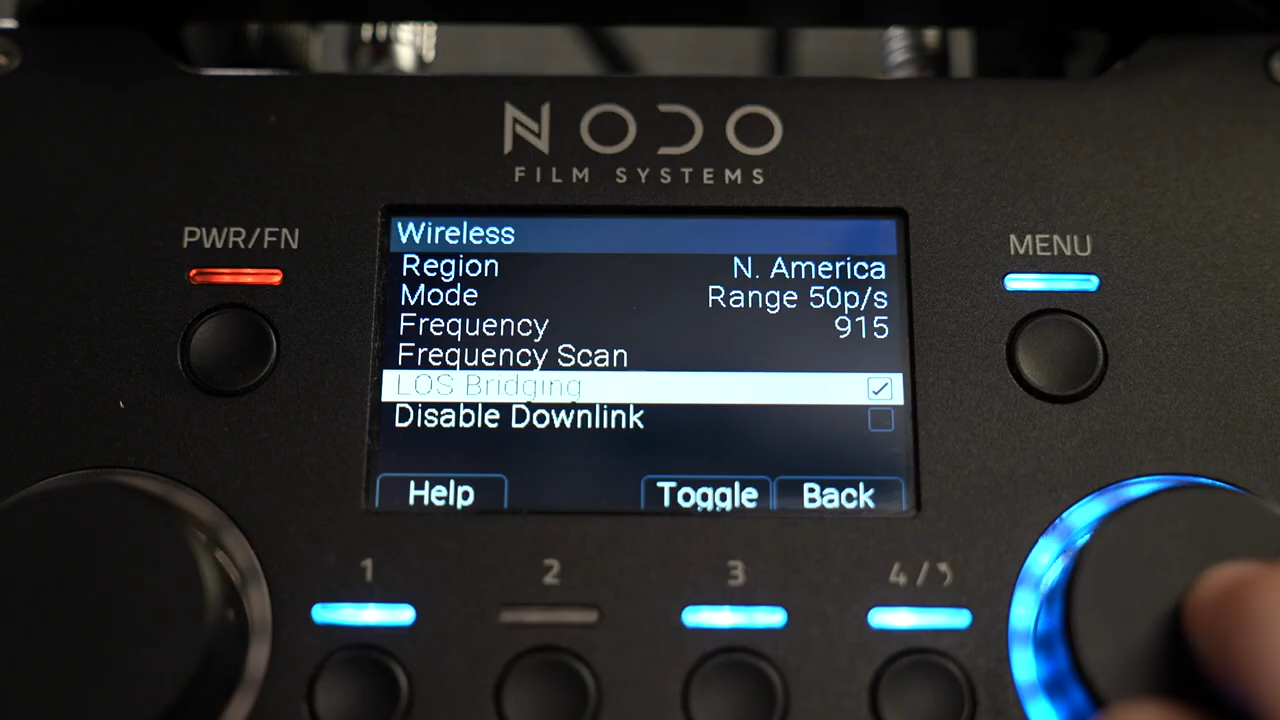 NODO
FILM SYSTEMS
PWR/FN
MENU
Wireless
Region N. America
Mode Range 50p/s
Frequency 915
Frequency Scan
LOS Bridging
Disable Downlink
Help Toggle Back
1 2 3 4/